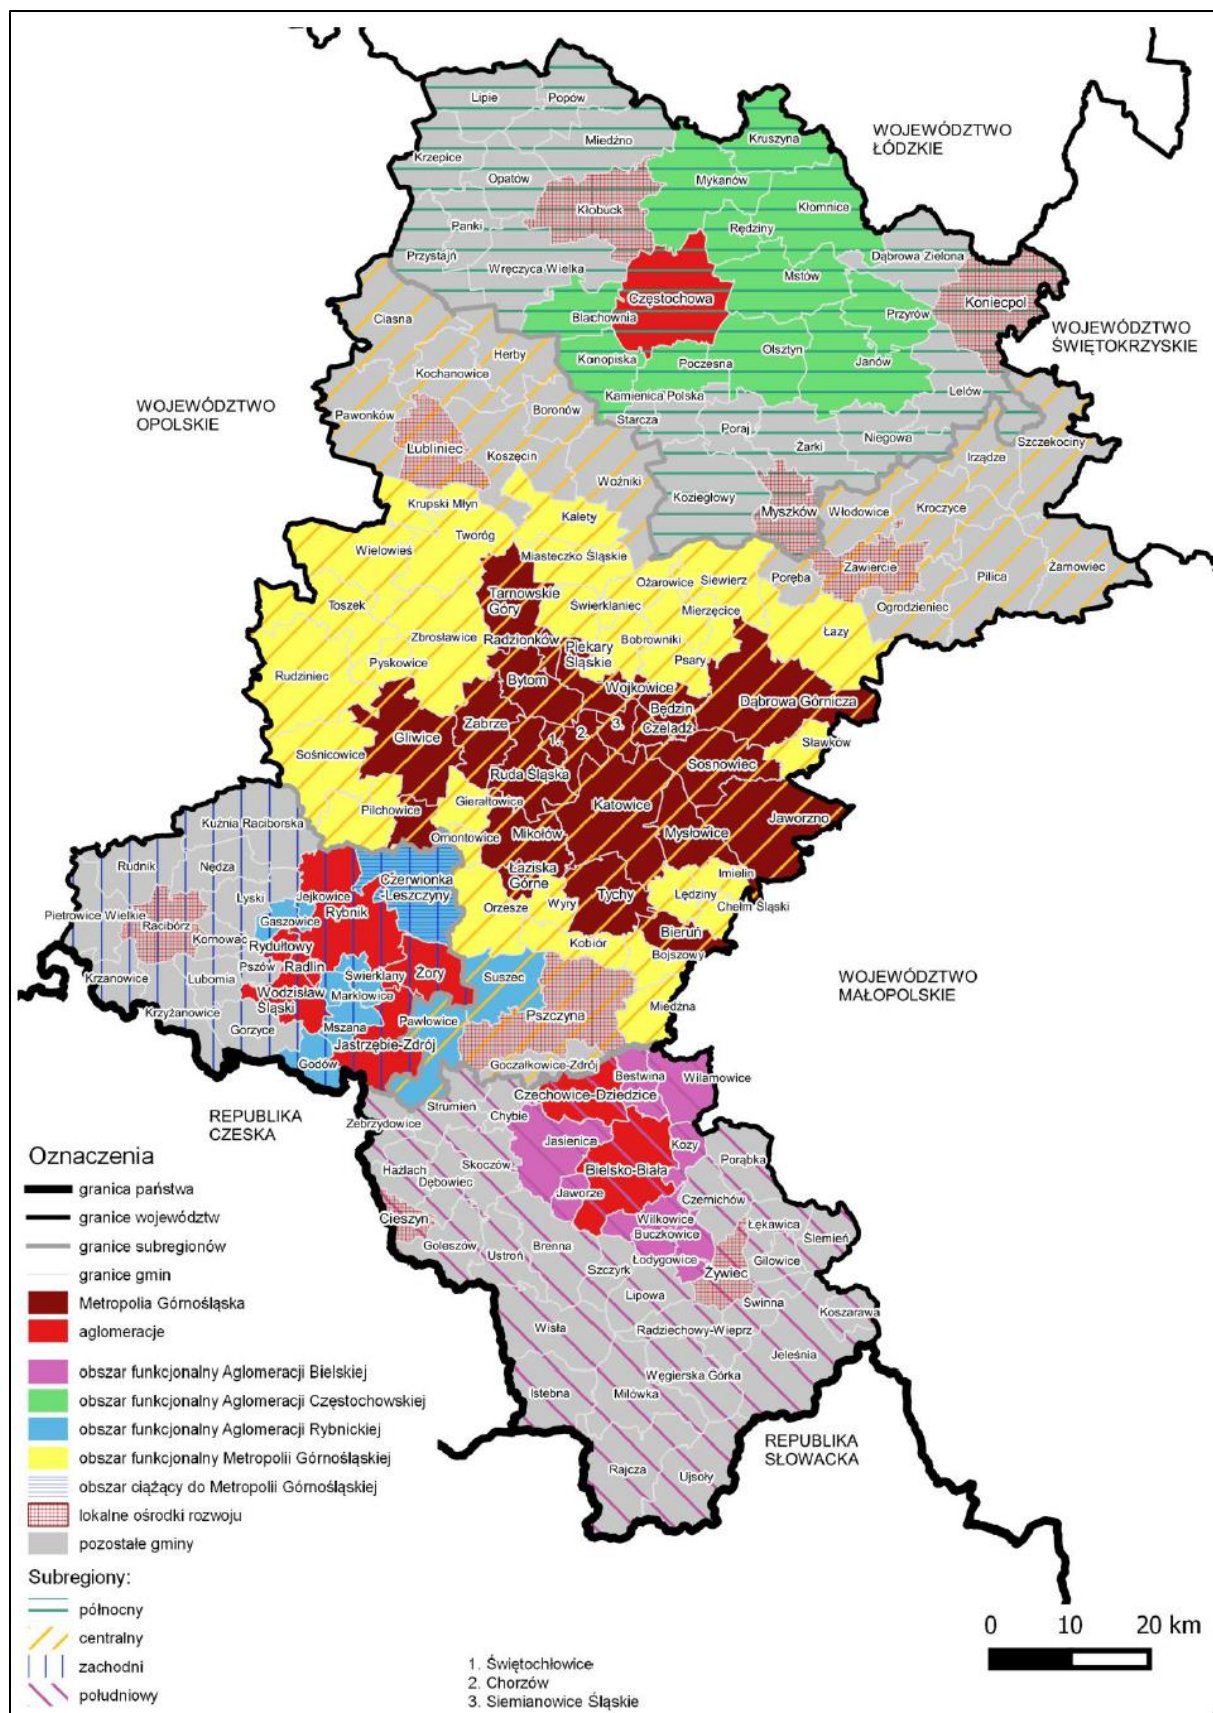 Lipie
Popów
WOJEWÓDZTWO
ŁÓDZKIE
Kruszyna
Miedźno
Krzepice
Opatów
Mykanów
Kłomnice
Kłobuck
Panki
Rędziny
Przystajń
Wręczyca Wielka
Dąbrowa Zielona
Mstów
Częstochowa
Koniecpol
Blachownia
Przyrów
Ciasna
WOJEWÓDZTWO
ŚWIĘTOKRZYSKIE
Herby
Konopiska
Poczesna
Olsztyn
Janów
Kochanowice
WOJEWÓDZTWO
OPOLSKIE
Pawonków
Boronów
Kamienica Polska
Lelów
Starcza
Poraj
Żarki
Niegowa
Szczekociny
Lubliniec
Koszęcin
Irządze
Woźniki
Koziegłowy
Myszków
Włodowice
Kroczyce
Krupski Młyn
Kalety
Tworóg
Wielowieś
Miasteczko Śląskie
Ożarowice
Siewierz
Poręba
Zawiercie
Pilica
Żarnowiec
Tarnowskie
Góry
Świerklaniec
Mierzęcice
Ogrodzieniec
Toszek
Łazy
Zbrosławice
Radzionków
Piekary
Śląskie
Bobrowniki
Psary
Pyskowice
Rudziniec
Bytom
Wojkowice
Dąbrowa Górnicza
Będzin
Zabrze
Czeladź
Gliwice
1.
2.
3.
Sławków
Sośnicowice
Ruda Śląska
Sosnowiec
Pilchowice
Gierałtowice
Katowice
Jaworzno
Kuźnia Raciborska
Ornontowice
Mikołów
Mysłowice
Rudnik
Nędza
Czerwionka
-Leszczyny
Łaziska
Górne
Imielin
Lyski
Jejkowice
Tychy
Lędziny
Chełm Śląski
Pietrowice Wielkie
Racibórz
Gaszowice
Rybnik
Orzesze
Wyry
Kornowac
Rydułtowy
Bieruń
Kobiór
Bojszowy
Krzanowice
Lubomia
Pszów
Radlin
Świerklany
Żory
Suszec
WOJEWÓDZTWO
MAŁOPOLSKIE
Wodzisław
Śląski
Marklowice
Miedźna
Krzyżanowice
Gorzyce
Mszana
Pawłowice
Pszczyna
Jastrzębie-Zdrój
Godów
Goczałkowice-Zdrój
Bestwina
Wilamowice
Czechowice-Dziedzice
REPUBLIKA
CZESKA
Strumień
Zebrzydowice
Chybie
Jasienica
Kozy
Porąbka
Hażlach
Skoczów
Dębowiec
Bielsko-Biała
Jaworze
Czernichów
Cieszyn
Wilkowice
Łękawica
Goleszów
Ustroń
Brenna
Buczkowice
Ślemień
Szczyrk
Łodygowice
Żywiec
Gilowice
Lipowa
Świnna
Koszarawa
Wisła
Radziechowy-Wieprz
Jeleśnia
Węgierska Górka
Istebna
Milówka
REPUBLIKA
SŁOWACKA
Rajcza
Ujsoły
Oznaczenia
granica państwa
granice województw
granice subregionów
granice gmin
Metropolia Górnośląska
aglomeracje
obszar funkcjonalny Aglomeracji Bielskiej
obszar funkcjonalny Aglomeracji Częstochowskiej
obszar funkcjonalny Aglomeracji Rybnickiej
obszar funkcjonalny Metropolii Górnośląskiej
obszar ciążący do Metropolii Górnośląskiej
lokalne ośrodki rozwoju
pozostałe gminy
Subregiony:
północny
centralny
zachodni
południowy
1. Świętochłowice
2. Chorzów
3. Siemianowice Śląskie
0 10 20 km